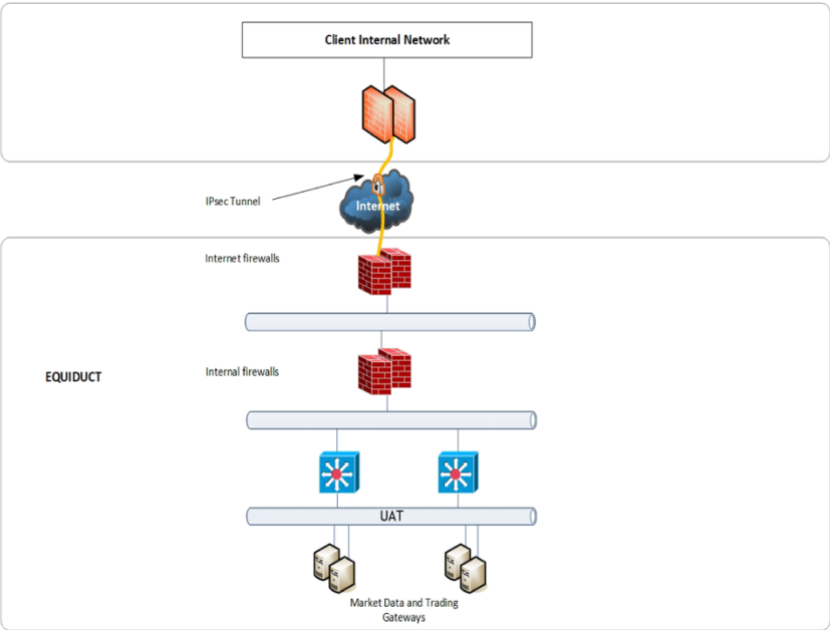 Client Internal Network
IPsec Tunnel
Internet
Internet firewalls
Internal firewalls
EQUIDUCT
UAT
Market Data and Trading
Gateways